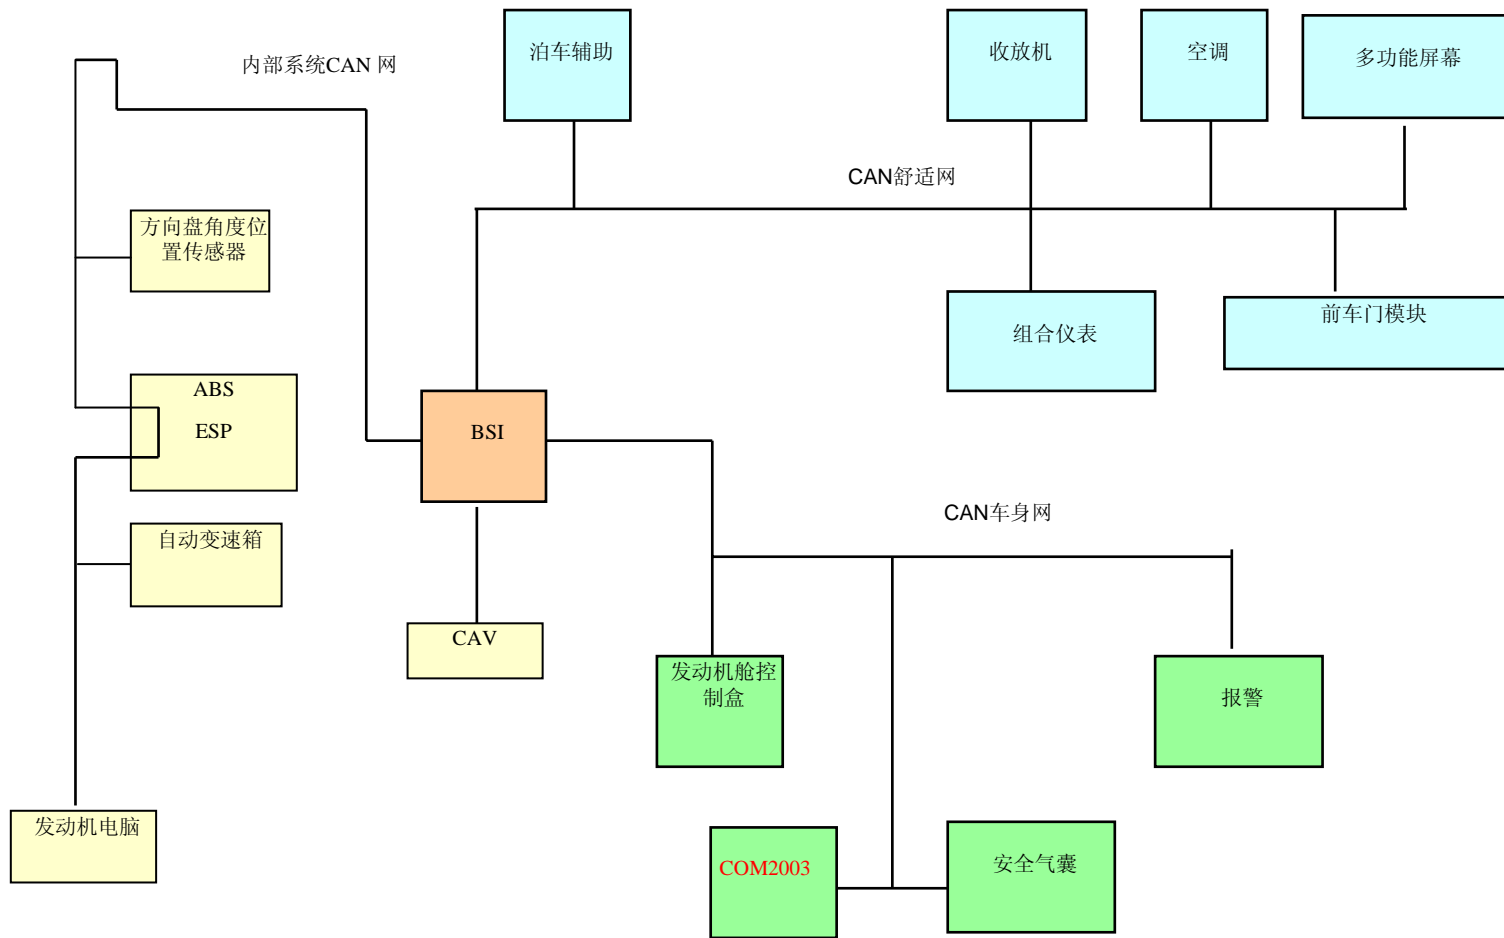 内部系统CAN 网
泊车辅助
收放机
空调
多功能屏幕
CAN舒适网
方向盘角度位
置传感器
组合仪表
前车门模块
ABS
ESP
BSI
CAN车身网
自动变速箱
CAV
发动机舱控
制盒
报警
发动机电脑
COM2003
安全气囊